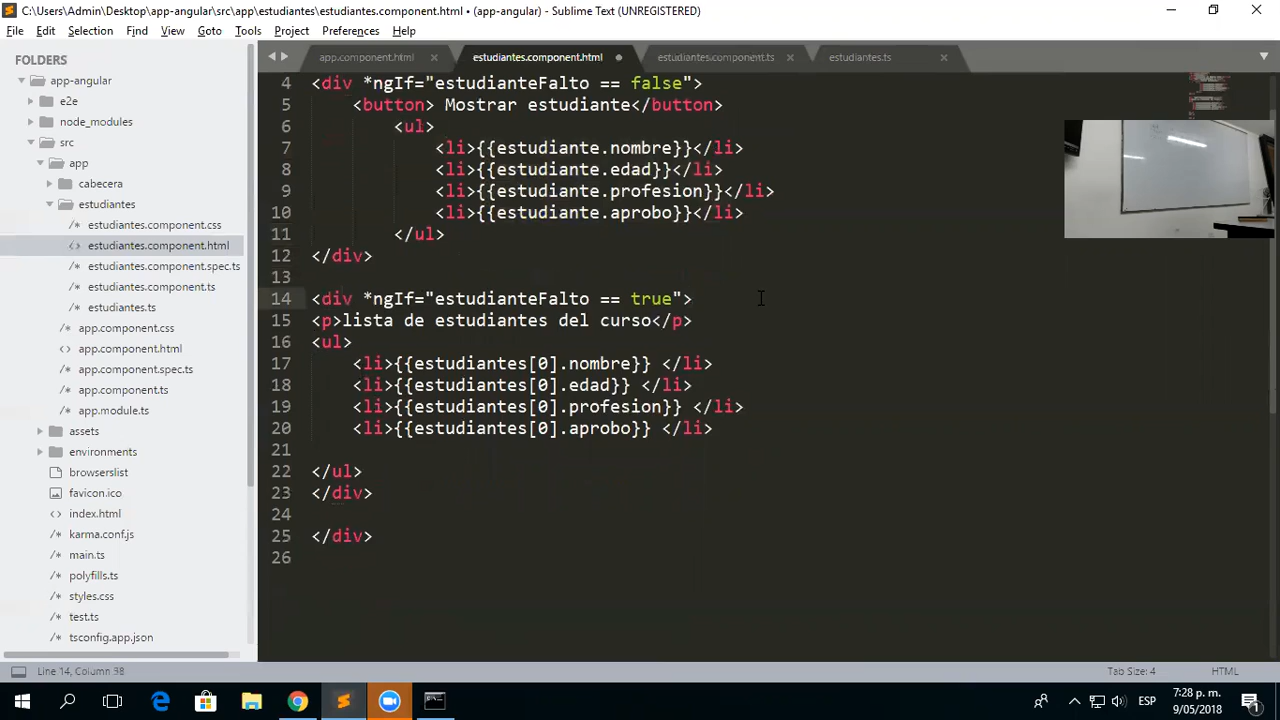 C:\Users\Admin\Desktop\app-angular\src\app\estudiantes\estudiantes.component.html • (app-angular) - Sublime Text (UNREGISTERED)
File Edit Selection Find View Goto Tools Project Preferences Help
FOLDERS
app-angular
e2e
node_modules
src
app
cabecera
estudiantes
estudiantes.component.css
estudiantes.component.html
estudiantes.component.spec.ts
estudiantes.component.ts
estudiantes.ts
app.component.css
app.component.html
app.component.spec.ts
app.component.ts
app.module.ts
assets
environments
browserslist
favicon.ico
index.html
karma.conf.js
main.ts
polyfills.ts
styles.css
test.ts
tsconfig.app.json
app.component.html estudiantes.component.html estudiantes.component.ts estudiantes.ts
4 <div *ngIf="estudianteFalto == false">
5 <button> Mostrar estudiante</button>
6 <ul>
7 <li>{{estudiante.nombre}}</li>
8 <li>{{estudiante.edad}}</li>
9 <li>{{estudiante.profesion}}</li>
10 <li>{{estudiante.aprobo}}</li>
11 </ul>
12 </div>
13
14 <div *ngIf="estudianteFalto == true">
15 <p>lista de estudiantes del curso</p>
16 <ul>
17 <li>{{estudiantes[0].nombre}} </li>
18 <li>{{estudiantes[0].edad}} </li>
19 <li>{{estudiantes[0].profesion}} </li>
20 <li>{{estudiantes[0].aprobo}} </li>
21
22 </ul>
23 </div>
24
25 </div>
26
Line 14, Column 38 Tab Size: 4 HTML
ESP 7:28 p. m.
9/05/2018 1